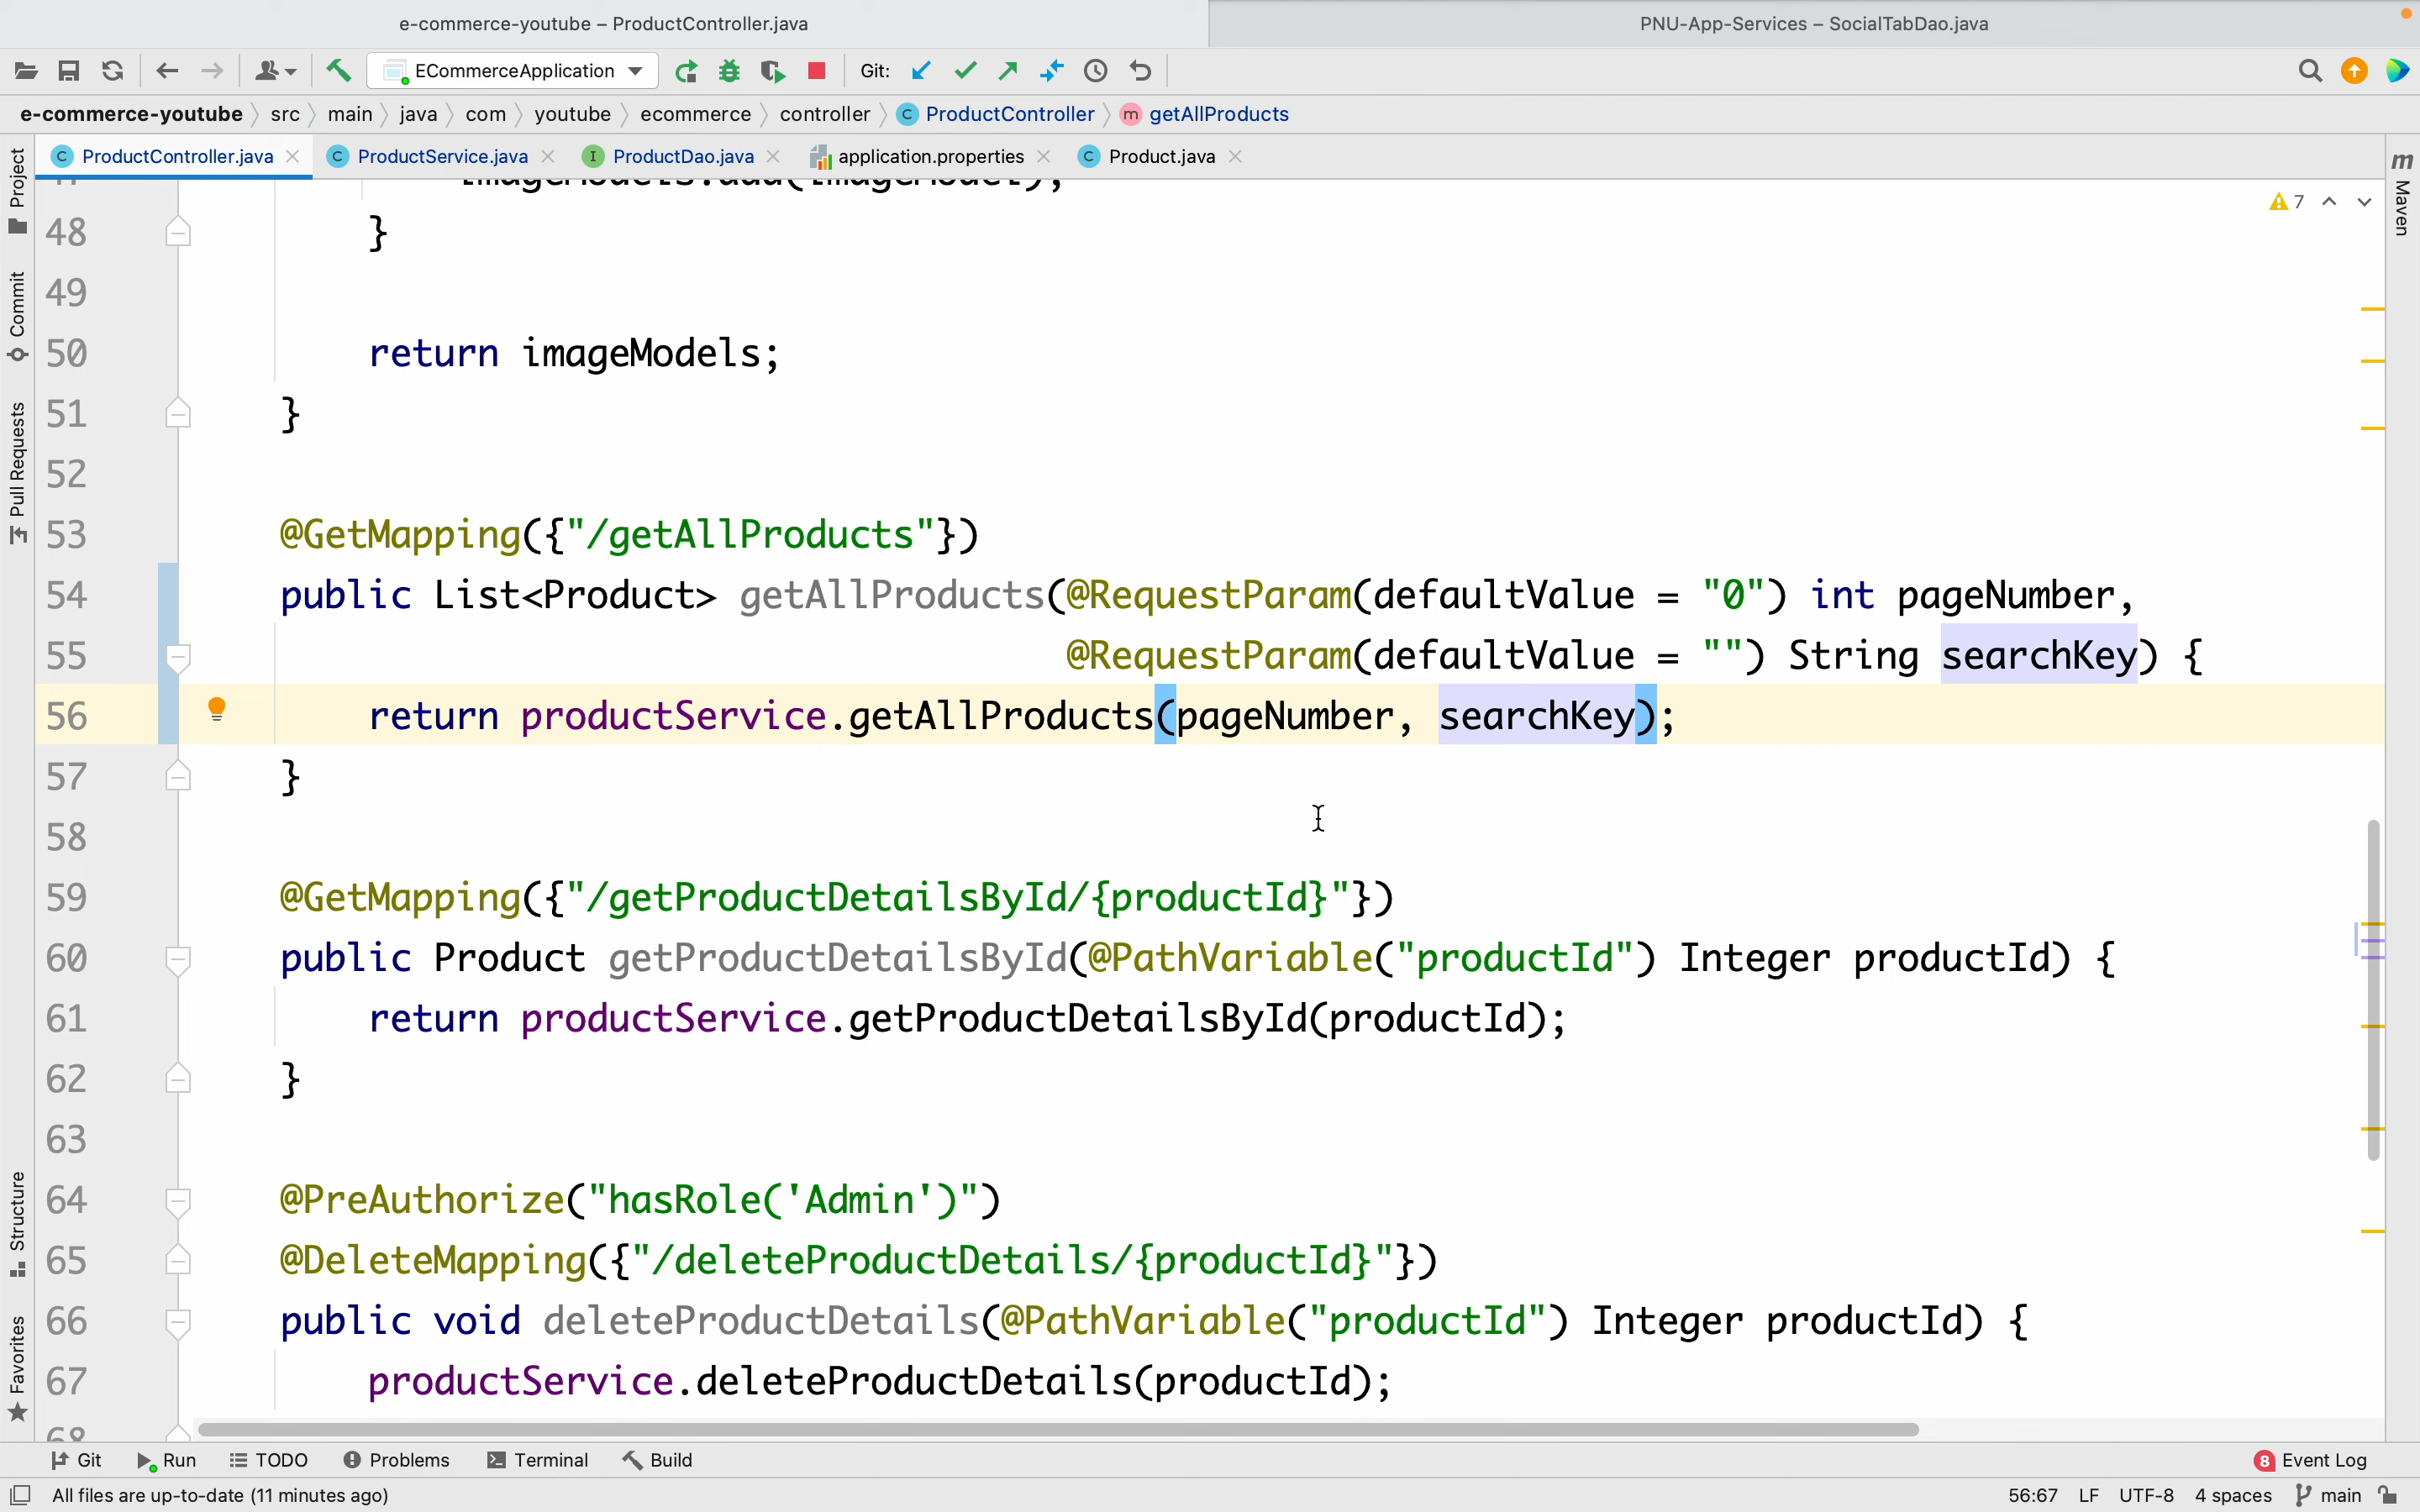 e-commerce-youtube – ProductController.java
PNU-App-Services – SocialTabDao.java
ECommerceApplication
Git:
e-commerce-youtube src main java com youtube ecommerce controller C ProductController m getAllProducts
C ProductController.java C ProductService.java I ProductDao.java application.properties C Product.java
Project
Commit
Pull Requests
Structure
Favorites
m Maven
7
imageModels.add(imageModel);
48 }
49
50 return imageModels;
51 }
52
53 @GetMapping({"/getAllProducts"})
54 public List<Product> getAllProducts(@RequestParam(defaultValue = "0") int pageNumber,
55 @RequestParam(defaultValue = "") String searchKey) {
56 return productService.getAllProducts(pageNumber, searchKey);
57 }
58
59 @GetMapping({"/getProductDetailsById/{productId}"})
60 public Product getProductDetailsById(@PathVariable("productId") Integer productId) {
61 return productService.getProductDetailsById(productId);
62 }
63
64 @PreAuthorize("hasRole('Admin')")
65 @DeleteMapping({"/deleteProductDetails/{productId}"})
66 public void deleteProductDetails(@PathVariable("productId") Integer productId) {
67 productService.deleteProductDetails(productId);
68
Git Run TODO Problems Terminal Build
8 Event Log
All files are up-to-date (11 minutes ago)
56:67 LF UTF-8 4 spaces main